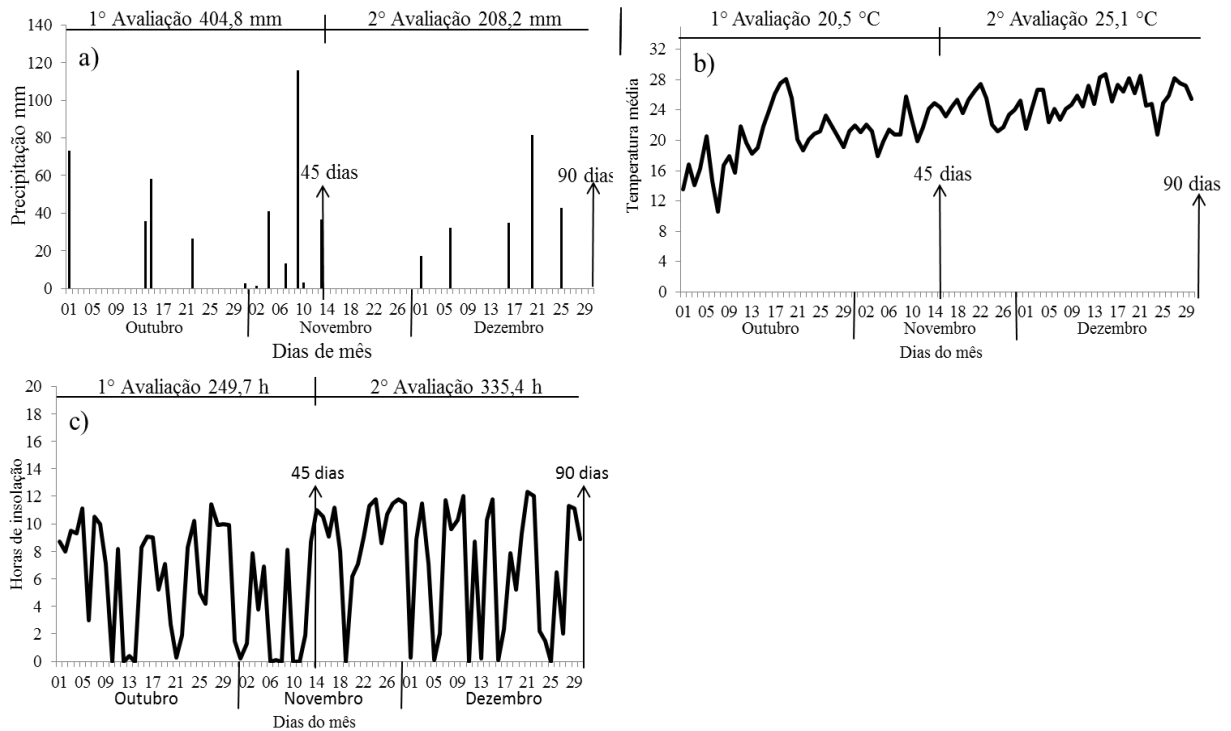 1° Avaliação 404,8 mm 2° Avaliação 208,2 mm
a)
Precipitação mm
140
120
100
80
60
40
20
0
45 dias
90 dias
01 05 09 13 17 21 25 29 02 06 10 14 18 22 26 02 06 10 14 18 22 26 30
Outubro Novembro Dezembro
Dias de mês
1° Avaliação 20,5 °C 2° Avaliação 25,1 °C
b)
Temperatura média
32
28
24
20
16
12
8
4
0
45 dias
90 dias
01 05 09 13 17 21 25 29 02 06 10 14 18 22 26 01 05 09 13 17 21 25 29
Outubro Novembro Dezembro
Dias do mês
1° Avaliação 249,7 h 2° Avaliação 335,4 h
c)
Horas de insolação
20
18
16
14
12
10
8
6
4
2
0
45 dias
90 dias
01 05 09 13 17 21 25 29 02 06 10 14 18 22 26 01 05 09 13 17 21 25 29
Outubro Novembro Dezembro
Dias do mês